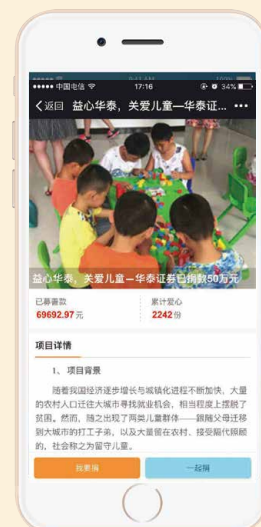 中国电信 17:16 34%
返回 益心华泰，关爱儿童—华泰证... •••
益心华泰，关爱儿童—华泰证券已捐款50万元
已募善款 累计爱心
69692.97元 2242份
项目详情
1、 项目背景
随着我国经济逐步增长与城镇化进程不断加快，大量
的农村人口迁往大城市寻找就业机会，相当程度上摆脱了
贫困。然而，随之出现了两类儿童群体——跟随父母迁移
到大城市的打工子弟，以及大量留在农村、接受隔代照顾
的，社会称之为留守儿童。
我要捐 一起捐